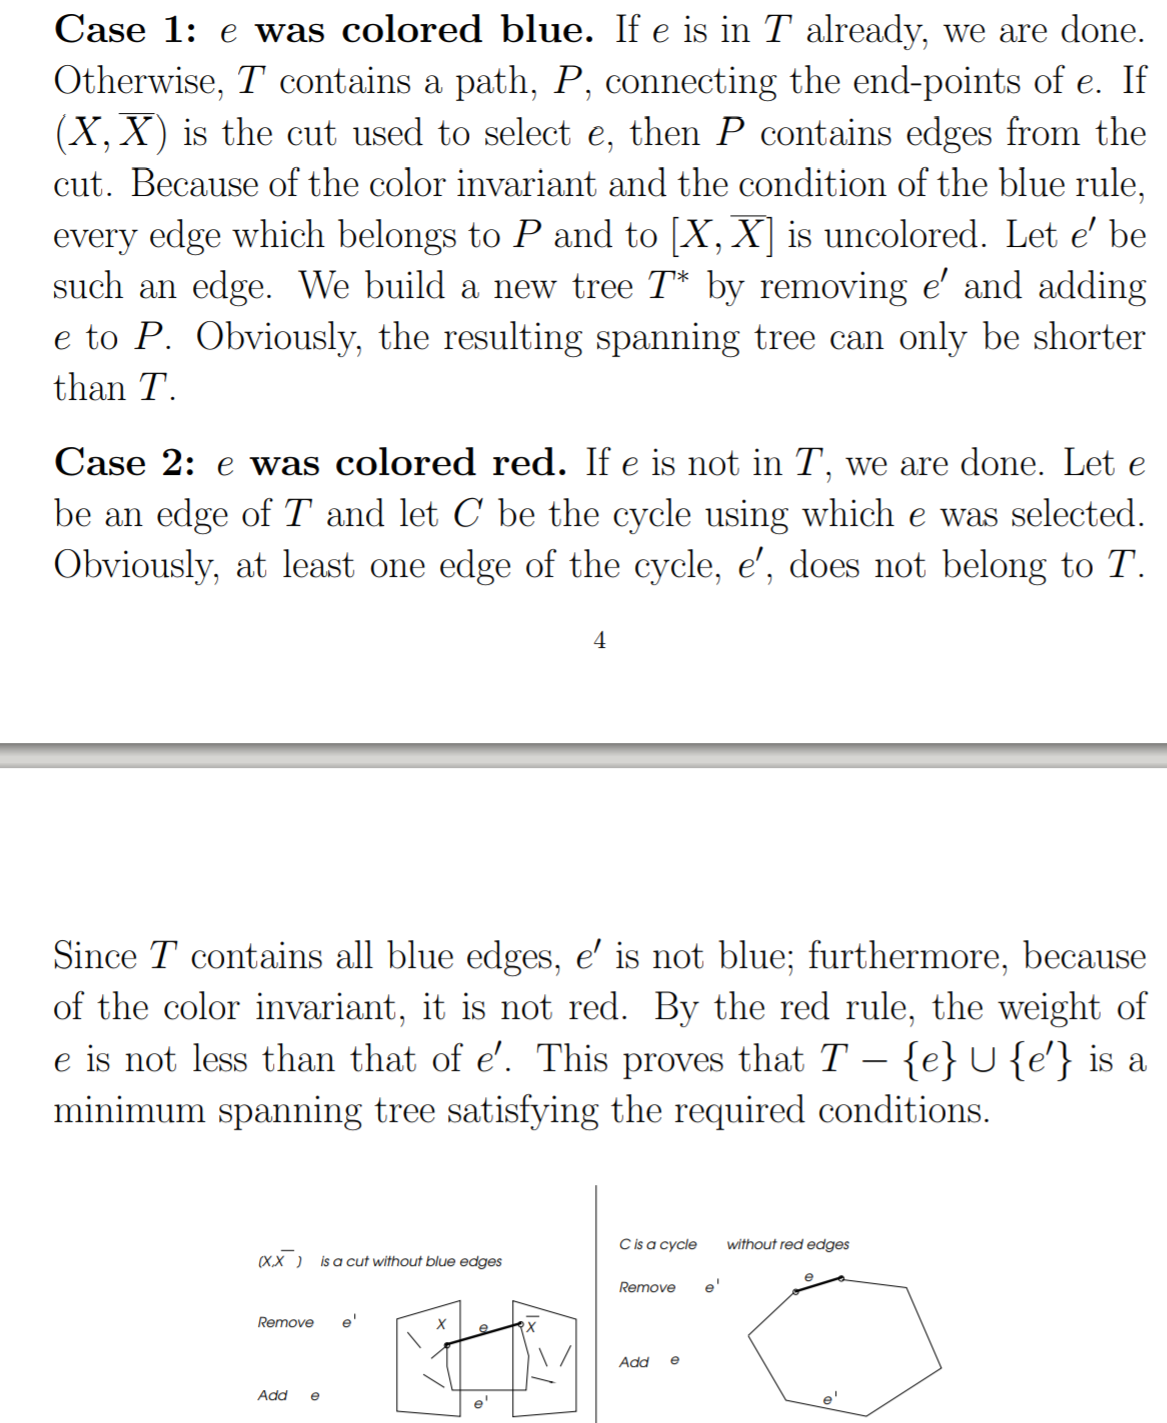 Case 1: e was colored blue. If e is in T already, we are done.
Otherwise, T contains a path, P, connecting the end-points of e. If
(X, X̅) is the cut used to select e, then P contains edges from the
cut. Because of the color invariant and the condition of the blue rule,
every edge which belongs to P and to [X, X̅] is uncolored. Let e′ be
such an edge. We build a new tree T* by removing e′ and adding
e to P. Obviously, the resulting spanning tree can only be shorter
than T.
Case 2: e was colored red. If e is not in T, we are done. Let e
be an edge of T and let C be the cycle using which e was selected.
Obviously, at least one edge of the cycle, e′, does not belong to T.
4
Since T contains all blue edges, e′ is not blue; furthermore, because
of the color invariant, it is not red. By the red rule, the weight of
e is not less than that of e′. This proves that T − {e} ∪ {e′} is a
minimum spanning tree satisfying the required conditions.
(X,X̅) is a cut without blue edges
Remove e'
Add e
X
e
X̅
e'
C is a cycle without red edges
Remove e'
Add e
e
e'